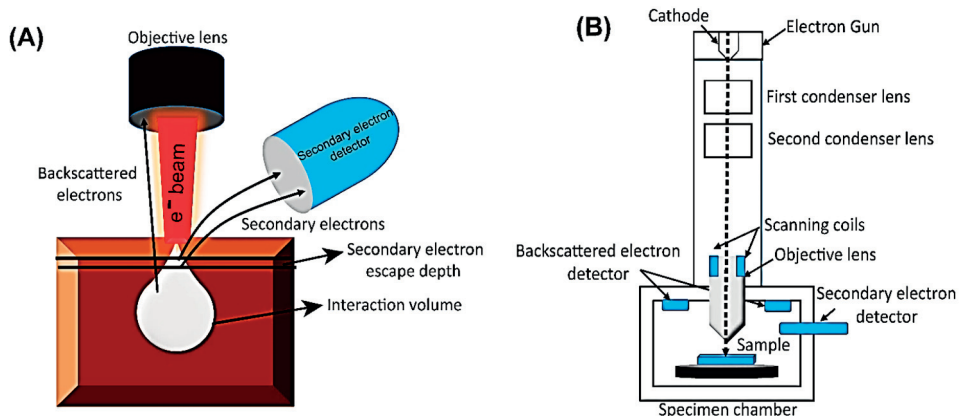 (A)
Objective lens
Secondary electron
detector
Backscattered
electrons
e⁻ beam
Secondary electrons
Secondary electron
escape depth
Interaction volume
(B)
Cathode
Electron Gun
First condenser lens
Second condenser lens
Scanning coils
Backscattered electron
detector
Objective lens
Secondary electron
detector
Sample
Specimen chamber